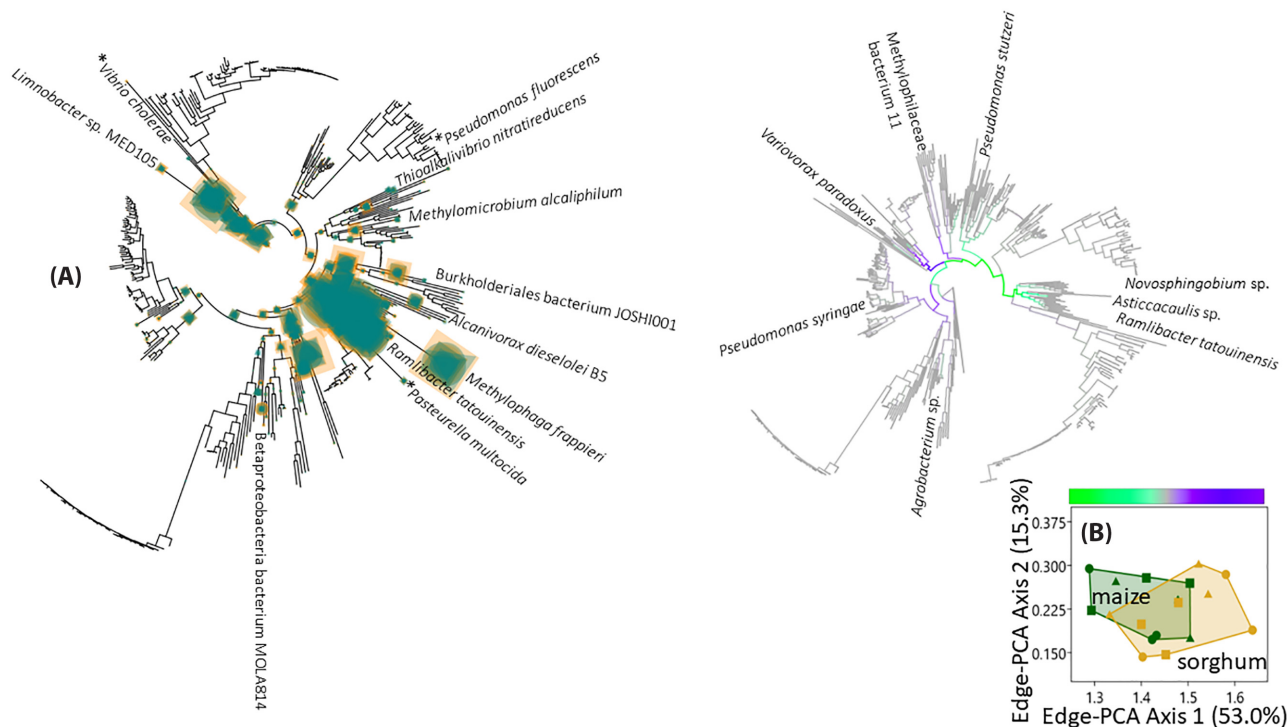 (A)
Limnobacter sp. MED105
*Vibrio cholerae
*Pseudomonas fluorescens
Thioalkalivibrio nitratireducens
Methylomicrobium alcaliphilum
Burkholderiales bacterium JOSHI001
Alcanivorax dieselolei B5
Methylophaga frappieri
Ramlibacter tatouinensis
*Pasteurella multocida
Betaproteobacteria bacterium MOLA814
Variovorax paradoxus
Methylophilaceae
bacterium 11
Pseudomonas stutzeri
Novosphingobium sp.
Asticcacaulis sp.
Ramlibacter tatouinensis
Pseudomonas syringae
Agrobacterium sp.
(B)
Edge-PCA Axis 2 (15.3%)
0.375
0.300
0.225
0.150
maize
sorghum
1.3 1.4 1.5 1.6
Edge-PCA Axis 1 (53.0%)